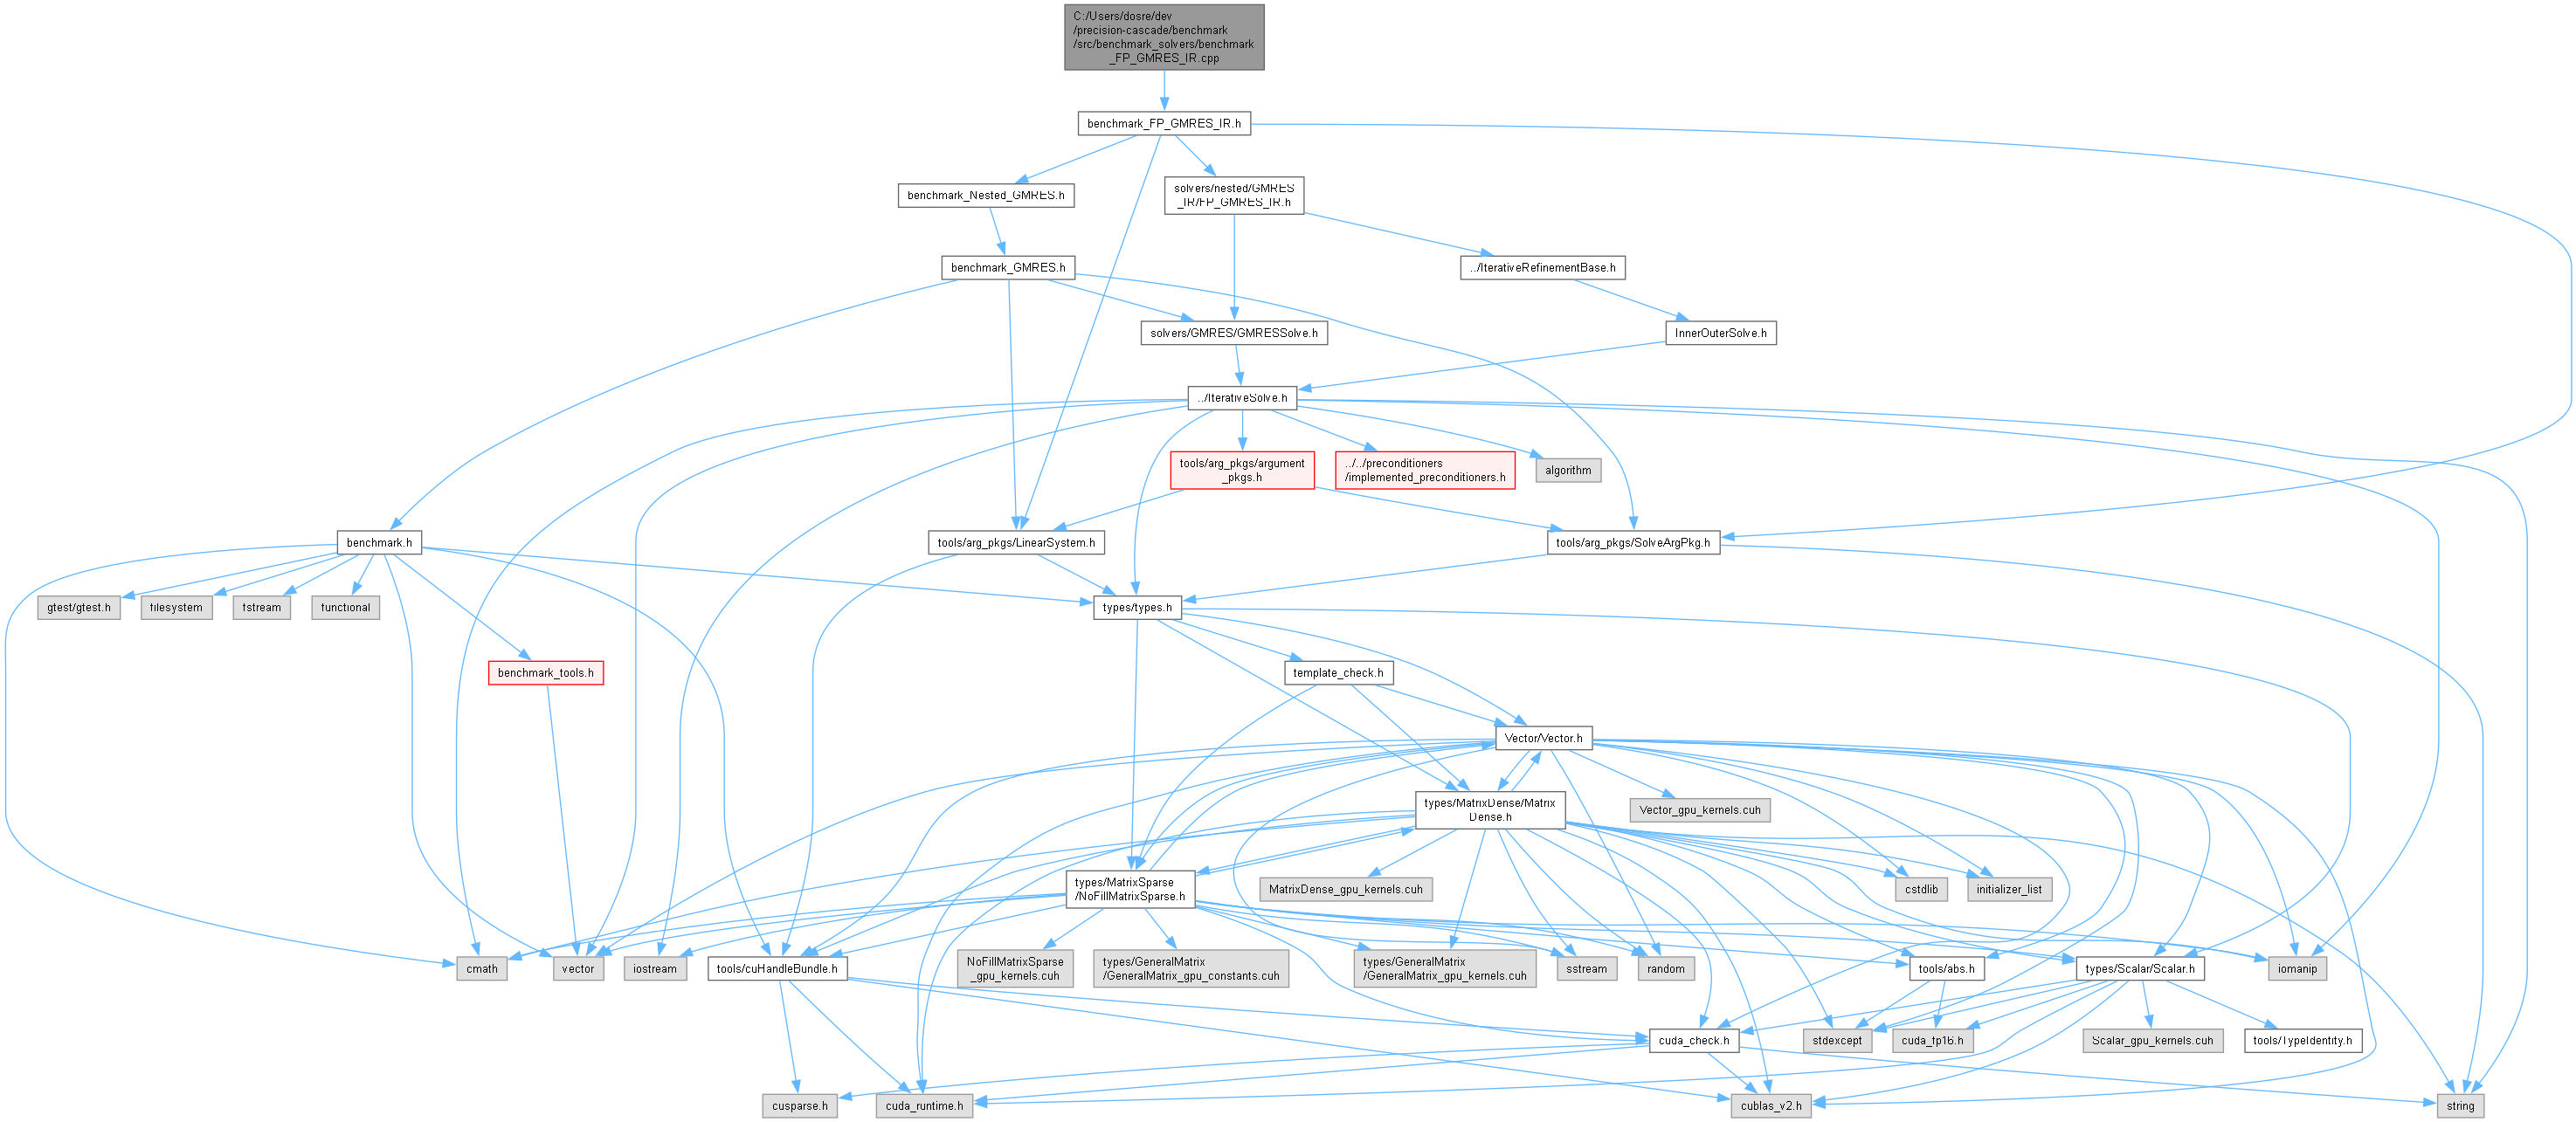 C:/Users/dosre/dev
/precision-cascade/benchmark
/src/benchmark_solvers/benchmark
_FP_GMRES_IR.cpp
benchmark_FP_GMRES_IR.h
benchmark_Nested_GMRES.h
solvers/nested/GMRES
_IR/FP_GMRES_IR.h
benchmark_GMRES.h
../IterativeRefinementBase.h
solvers/GMRES/GMRESSolve.h
InnerOuterSolve.h
../IterativeSolve.h
tools/arg_pkgs/argument
_pkgs.h
../../preconditioners
/implemented_preconditioners.h
algorithm
benchmark.h
tools/arg_pkgs/LinearSystem.h
tools/arg_pkgs/SolveArgPkg.h
gtest/gtest.h
filesystem
fstream
functional
types/types.h
benchmark_tools.h
template_check.h
Vector/Vector.h
types/MatrixDense/Matrix
Dense.h
Vector_gpu_kernels.cuh
types/MatrixSparse
/NoFillMatrixSparse.h
MatrixDense_gpu_kernels.cuh
cstdlib
initializer_list
cmath
vector
iostream
tools/cuHandleBundle.h
NoFillMatrixSparse
_gpu_kernels.cuh
types/GeneralMatrix
/GeneralMatrix_gpu_constants.cuh
types/GeneralMatrix
/GeneralMatrix_gpu_kernels.cuh
sstream
random
tools/abs.h
types/Scalar/Scalar.h
iomanip
cuda_check.h
stdexcept
cuda_fp16.h
Scalar_gpu_kernels.cuh
tools/TypeIdentity.h
cusparse.h
cuda_runtime.h
cublas_v2.h
string